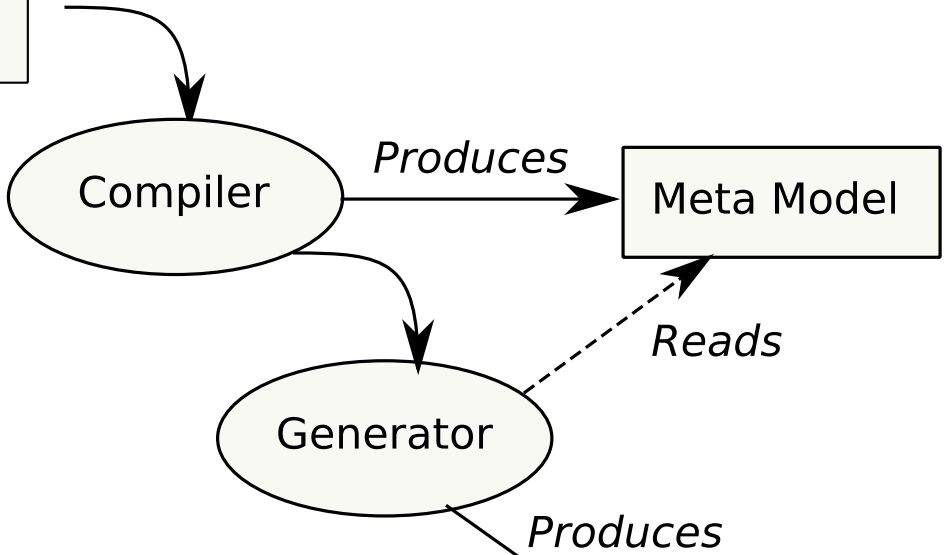 Produces
Compiler
Meta Model
Reads
Generator
Produces